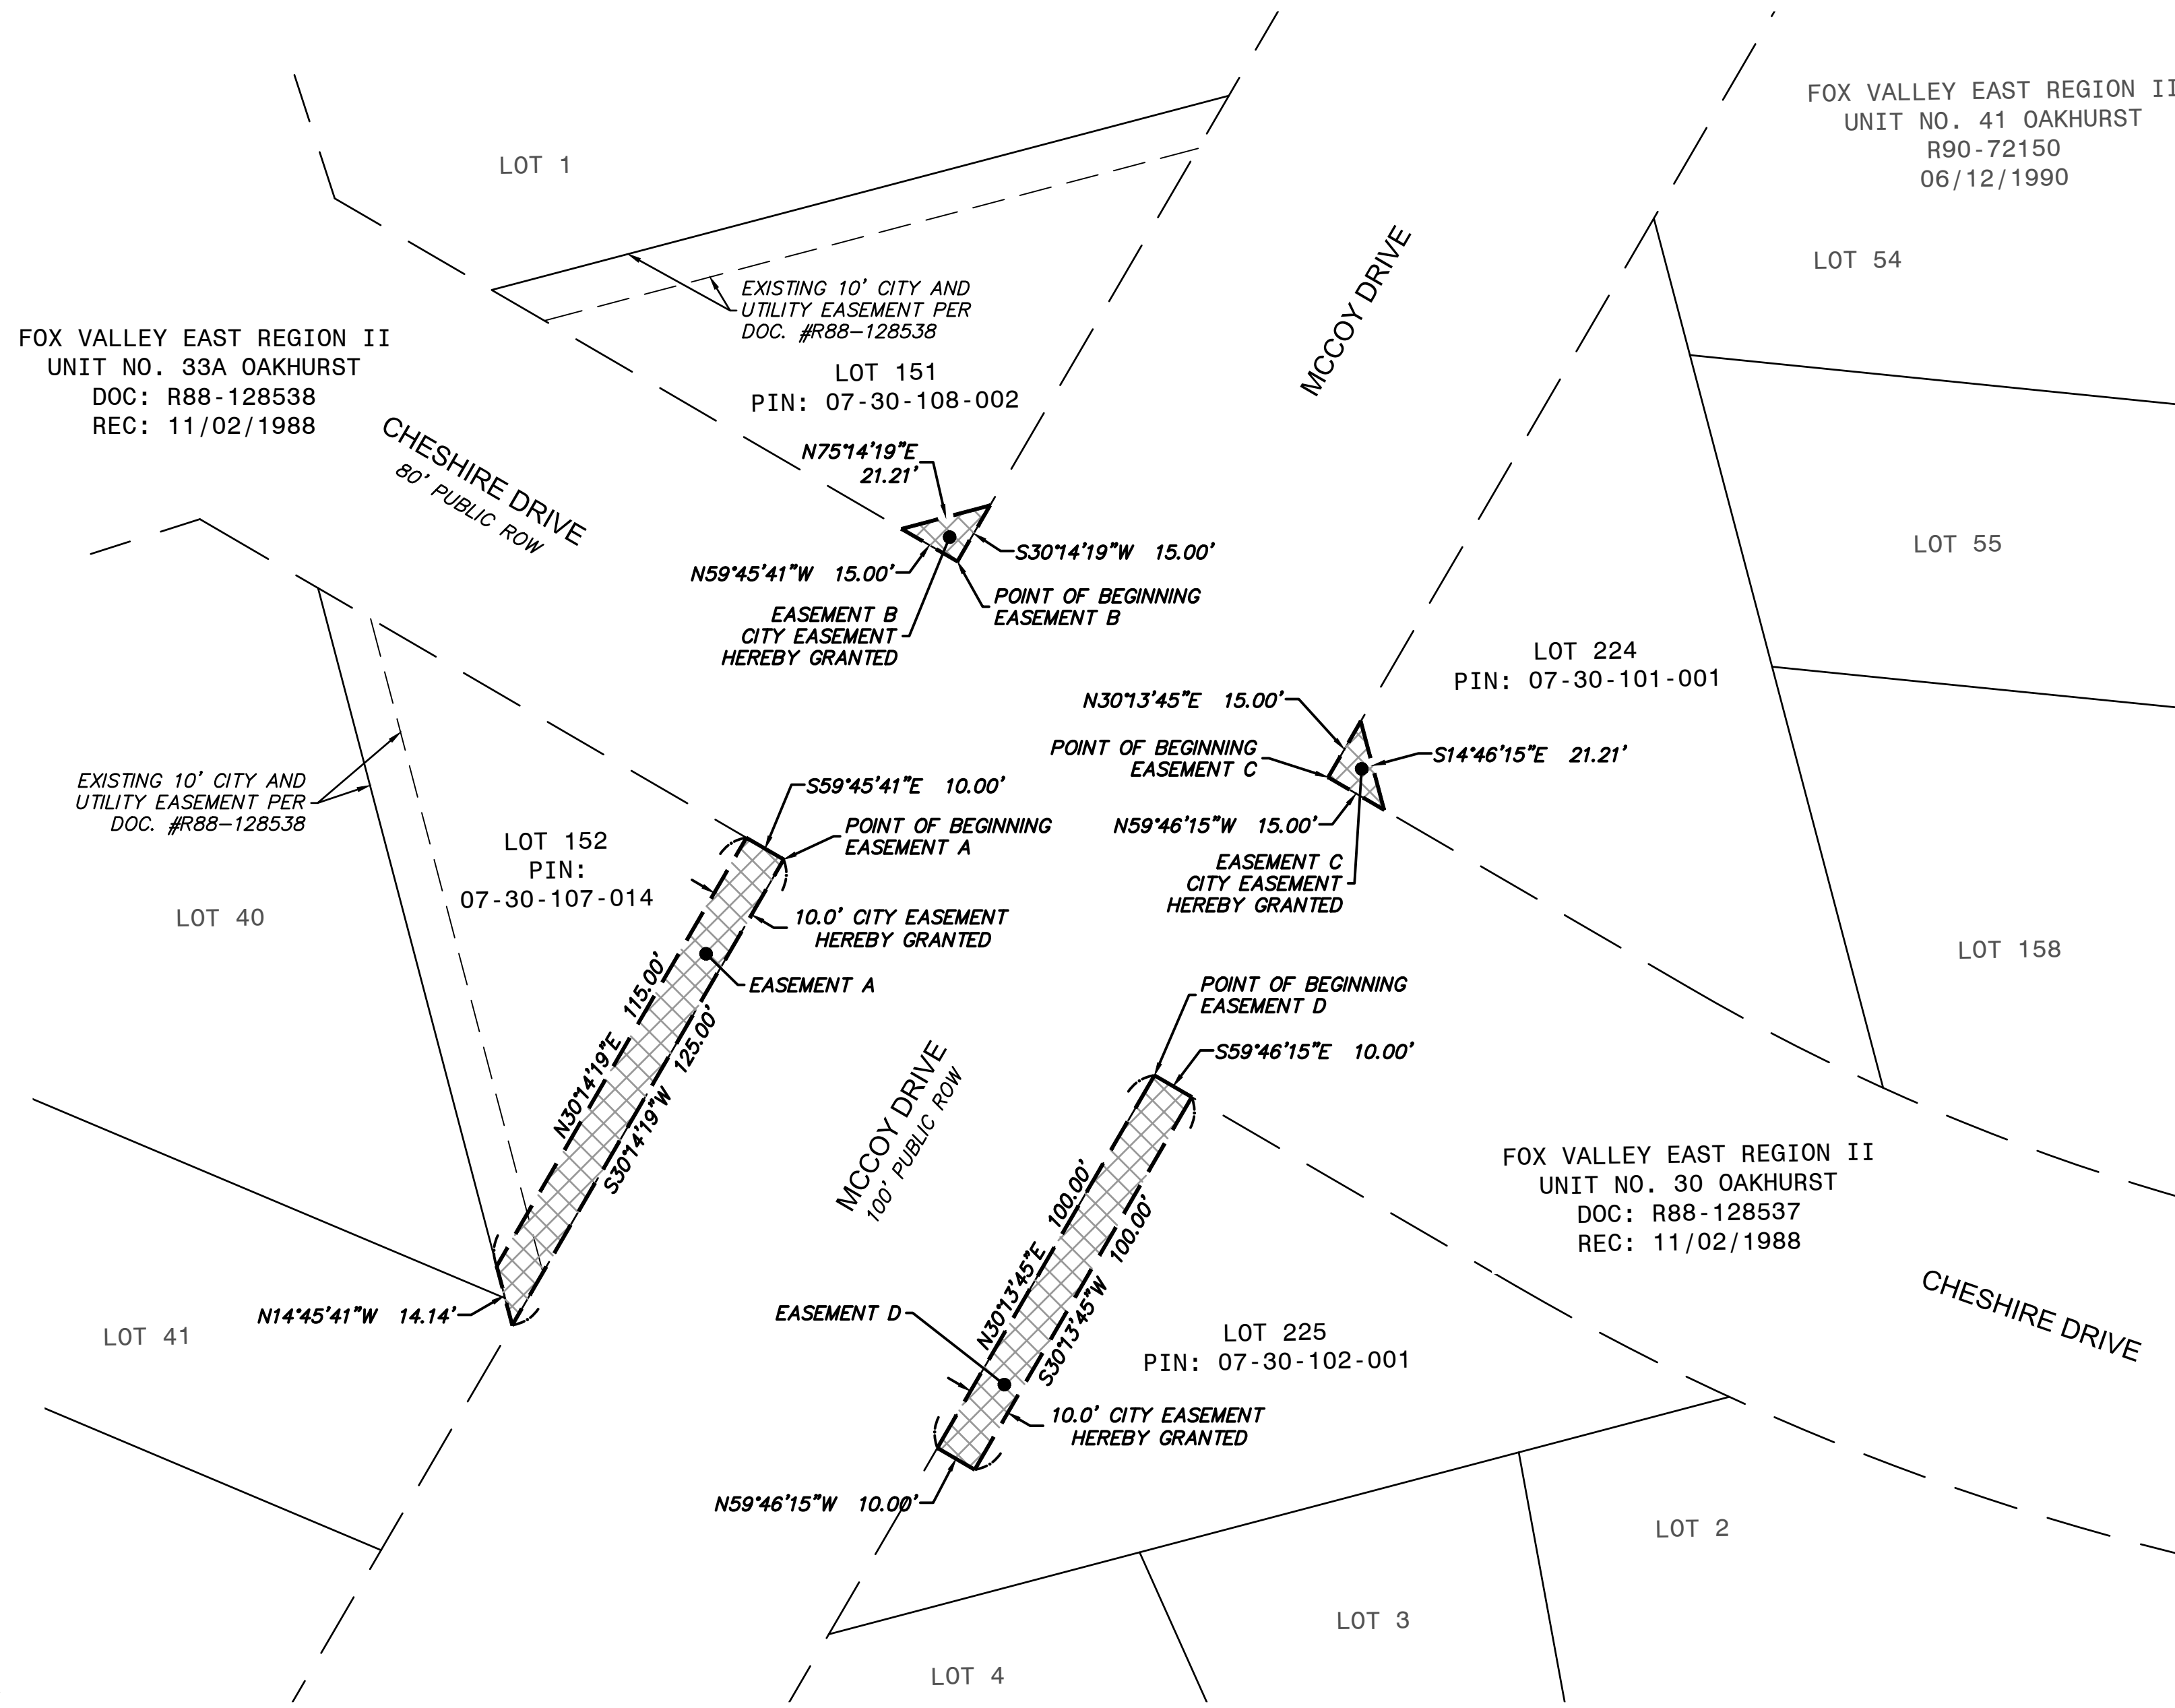 FOX VALLEY EAST REGION II
UNIT NO. 41 OAKHURST
R90-72150
06/12/1990
LOT 1
LOT 54
MCCOY DRIVE
EXISTING 10' CITY AND
UTILITY EASEMENT PER
DOC. #R88-128538
FOX VALLEY EAST REGION II
UNIT NO. 33A OAKHURST
DOC: R88-128538
REC: 11/02/1988
LOT 151
PIN: 07-30-108-002
CHESHIRE DRIVE
80' PUBLIC ROW
N75°14'19"E
21.21'
S30°14'19"W 15.00'
N59°45'41"W 15.00'
POINT OF BEGINNING
EASEMENT B
EASEMENT B
CITY EASEMENT
HEREBY GRANTED
LOT 55
LOT 224
PIN: 07-30-101-001
N30°13'45"E 15.00'
POINT OF BEGINNING
EASEMENT C
S14°46'15"E 21.21'
N59°46'15"W 15.00'
EASEMENT C
CITY EASEMENT
HEREBY GRANTED
EXISTING 10' CITY AND
UTILITY EASEMENT PER
DOC. #R88-128538
S59°45'41"E 10.00'
POINT OF BEGINNING
EASEMENT A
LOT 152
PIN:
07-30-107-014
LOT 40
10.0' CITY EASEMENT
HEREBY GRANTED
EASEMENT A
N30°14'19"E 115.00'
S30°14'19"W 125.00'
LOT 158
POINT OF BEGINNING
EASEMENT D
S59°46'15"E 10.00'
MCCOY DRIVE
100' PUBLIC ROW
N30°13'45"E 100.00'
S30°13'45"W 100.00'
FOX VALLEY EAST REGION II
UNIT NO. 30 OAKHURST
DOC: R88-128537
REC: 11/02/1988
N14°45'41"W 14.14'
LOT 41
EASEMENT D
LOT 225
PIN: 07-30-102-001
CHESHIRE DRIVE
10.0' CITY EASEMENT
HEREBY GRANTED
N59°46'15"W 10.00'
LOT 2
LOT 3
LOT 4